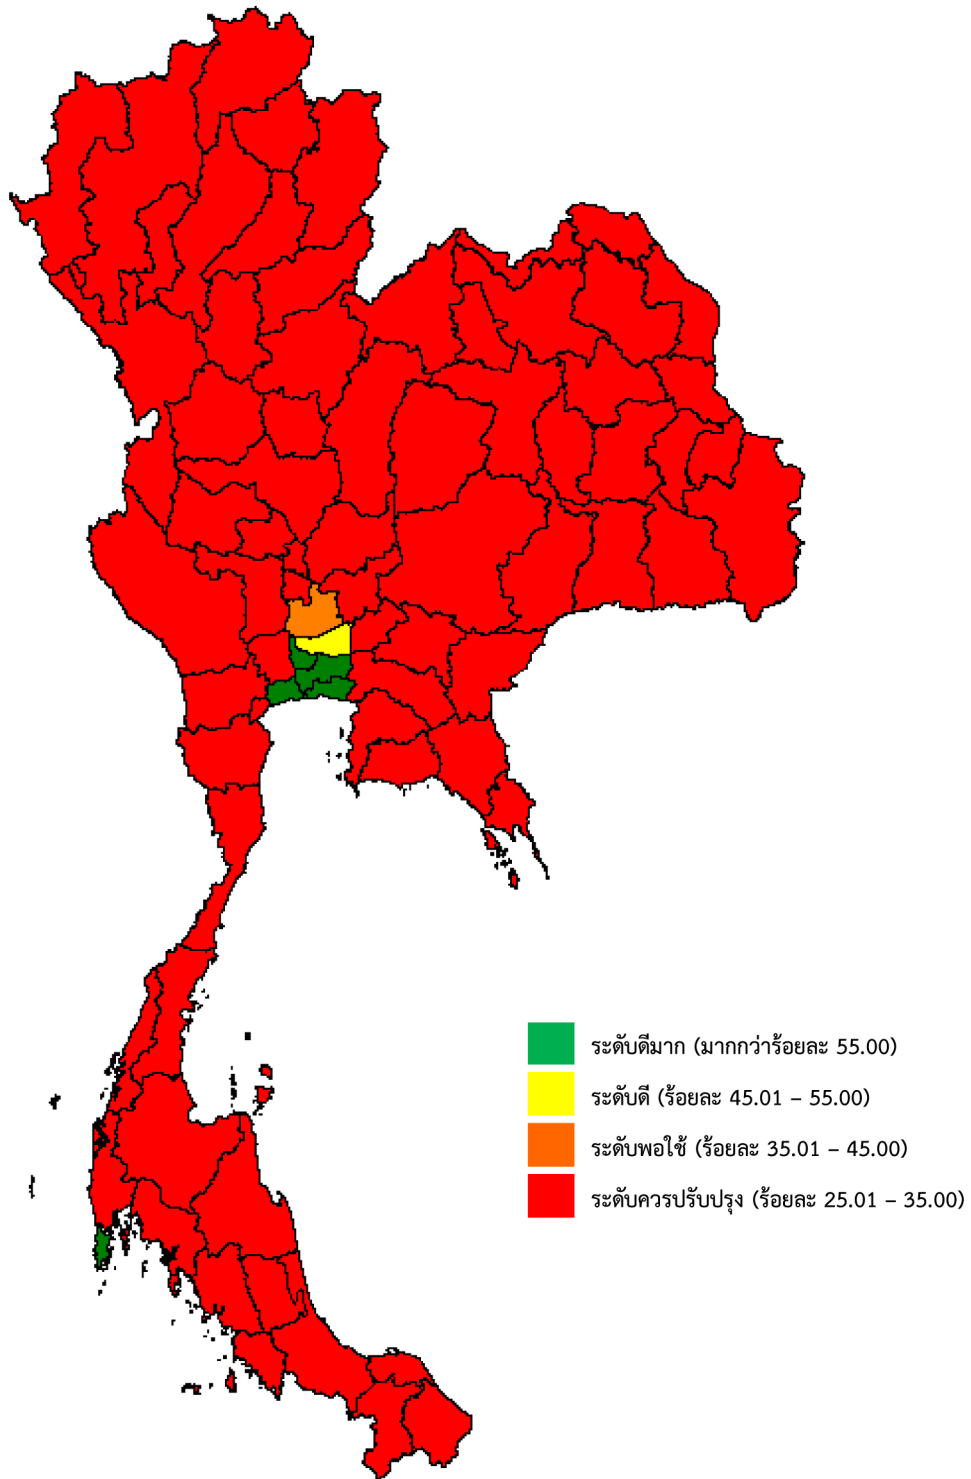 ระดับดีมาก (มากกว่าร้อยละ 55.00)
ระดับดี (ร้อยละ 45.01 – 55.00)
ระดับพอใช้ (ร้อยละ 35.01 – 45.00)
ระดับควรปรับปรุง (ร้อยละ 25.01 – 35.00)